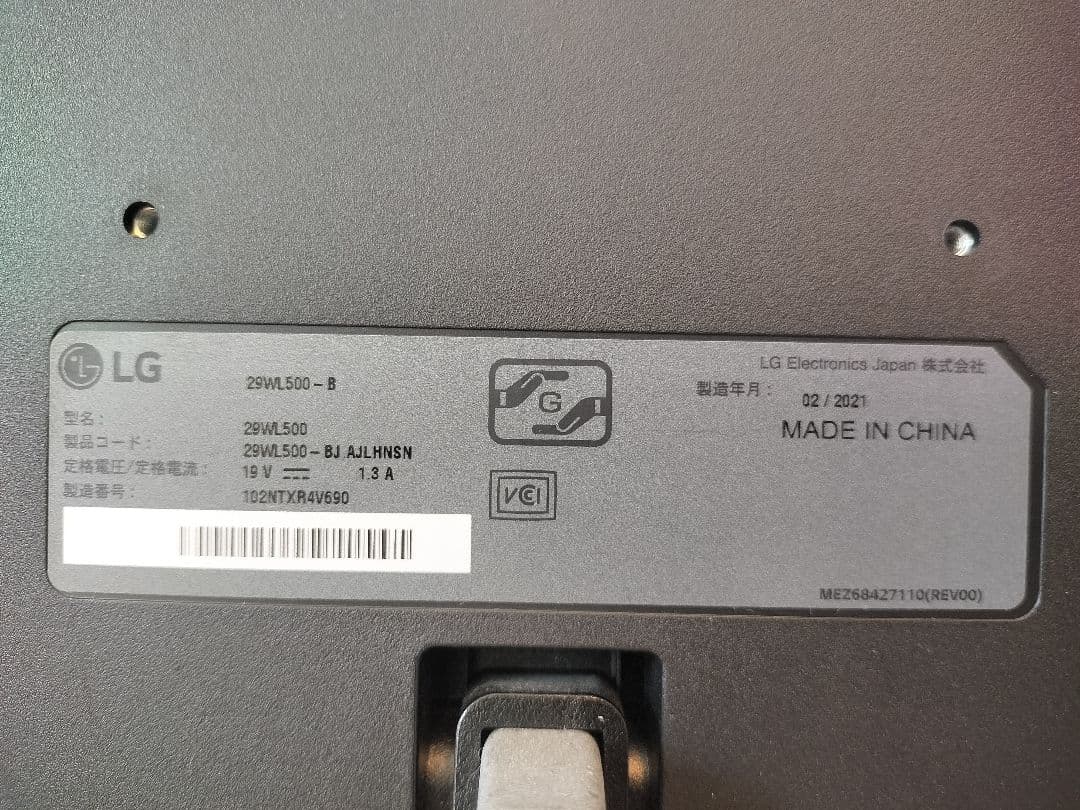 LG
29WL500-B
型名: 29WL500
製品コード: 29WL500-BJ.AJLHNSN
定格電圧/定格電流: 19 V ⎓ 1.3 A
製造番号: 102NTXR4V690
G
VCCI
LG Electronics Japan 株式会社
製造年月: 02/2021
MADE IN CHINA
MEZ68427110(REV00)